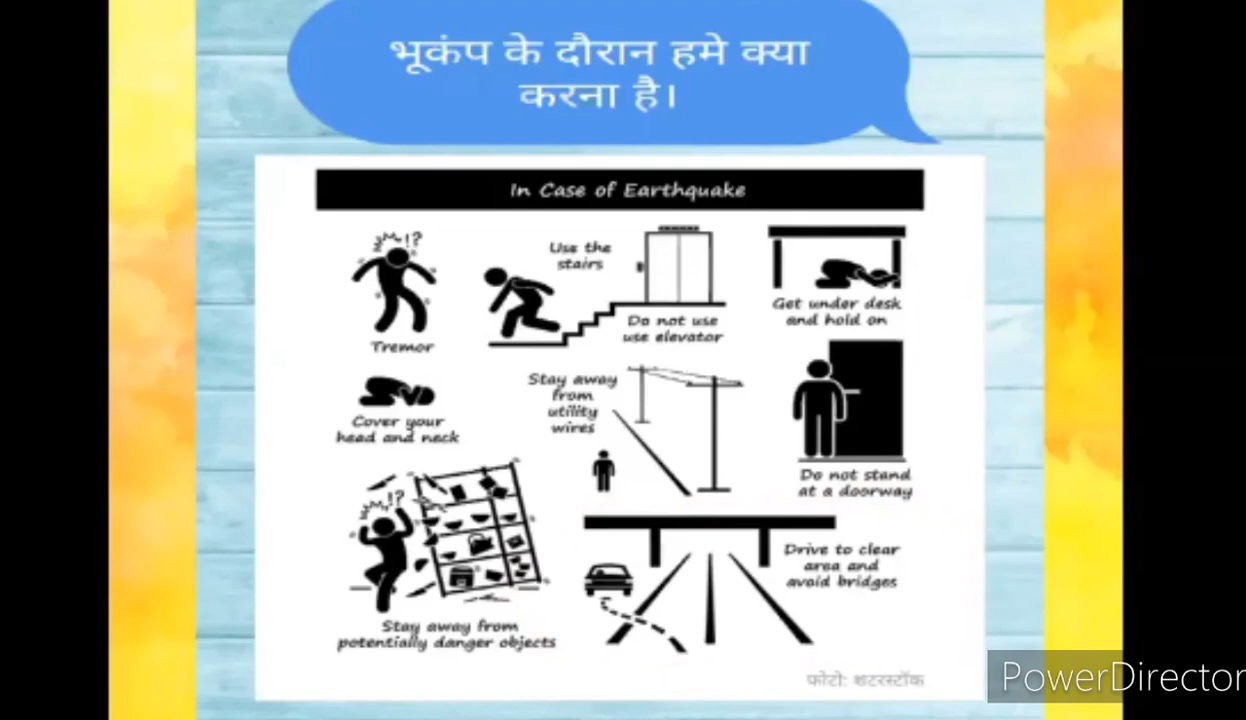 भूकंप के दौरान हमे क्या
करना है।
In Case of Earthquake
Tremor
Use the
stairs
Do not use
use elevator
Get under desk
and hold on
Cover your
head and neck
Stay away
from
utility
wires
Do not stand
at a doorway
Stay away from
potentially danger objects
Drive to clear
area and
avoid bridges
फोटो: शटरस्टॉक
PowerDirector